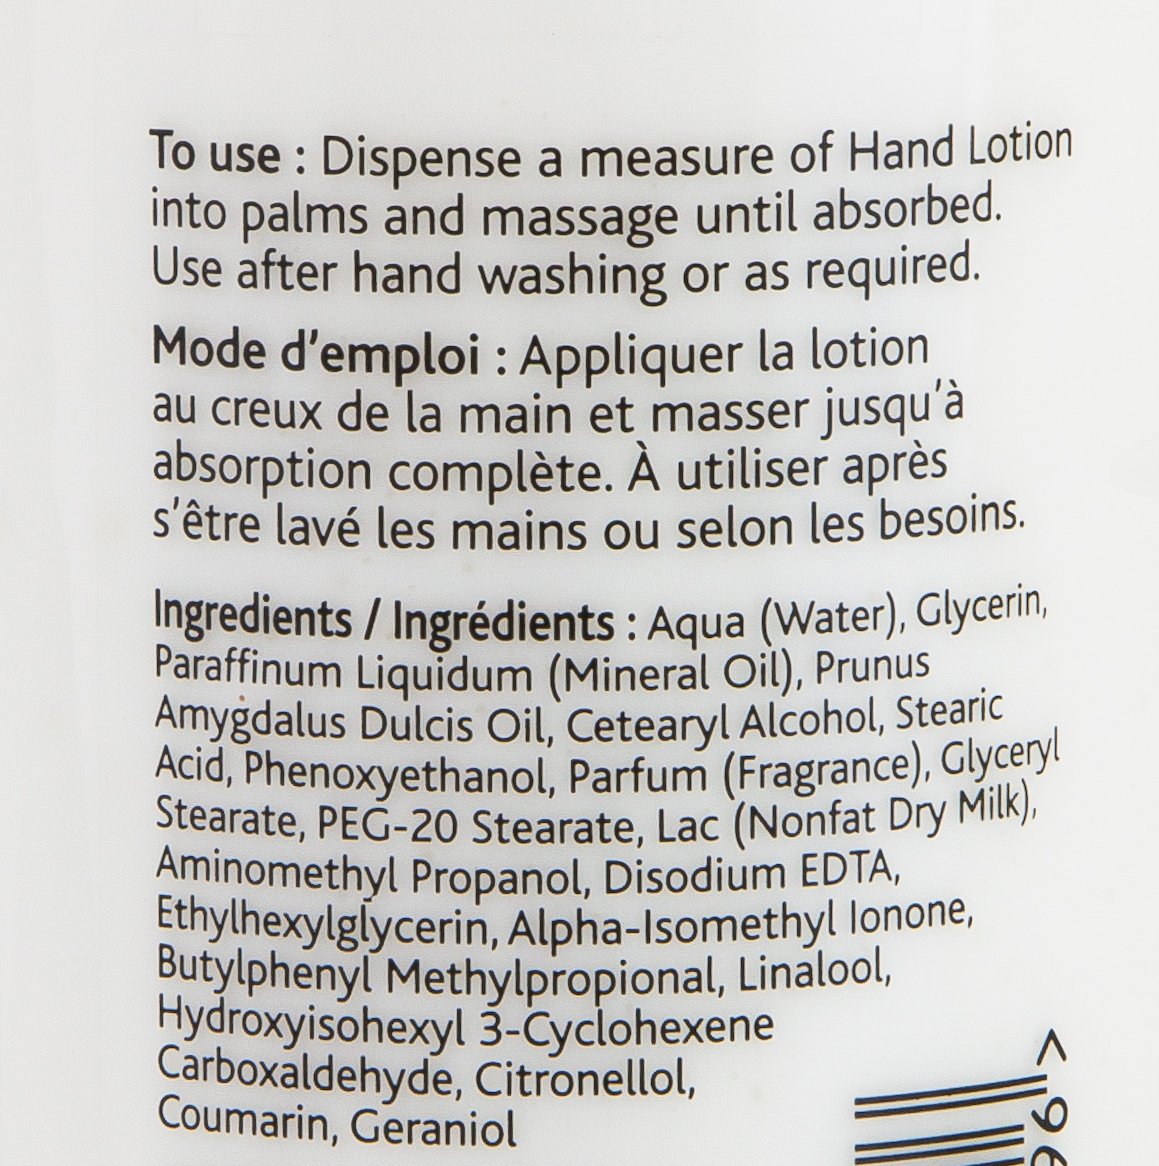 To use : Dispense a measure of Hand Lotion
into palms and massage until absorbed.
Use after hand washing or as required.
Mode d'emploi : Appliquer la lotion
au creux de la main et masser jusqu'à
absorption complète. À utiliser après
s'être lavé les mains ou selon les besoins.
Ingredients / Ingrédients : Aqua (Water), Glycerin,
Paraffinum Liquidum (Mineral Oil), Prunus
Amygdalus Dulcis Oil, Cetearyl Alcohol, Stearic
Acid, Phenoxyethanol, Parfum (Fragrance), Glyceryl
Stearate, PEG-20 Stearate, Lac (Nonfat Dry Milk),
Aminomethyl Propanol, Disodium EDTA,
Ethylhexylglycerin, Alpha-Isomethyl Ionone,
Butylphenyl Methylpropional, Linalool,
Hydroxyisohexyl 3-Cyclohexene
Carboxaldehyde, Citronellol,
Coumarin, Geraniol